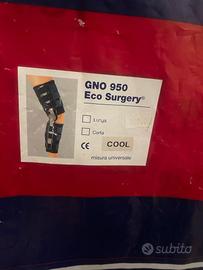 GNO 950
Eco Surgery®
Lunga
Corta
CE
COOL
misura universale
subito